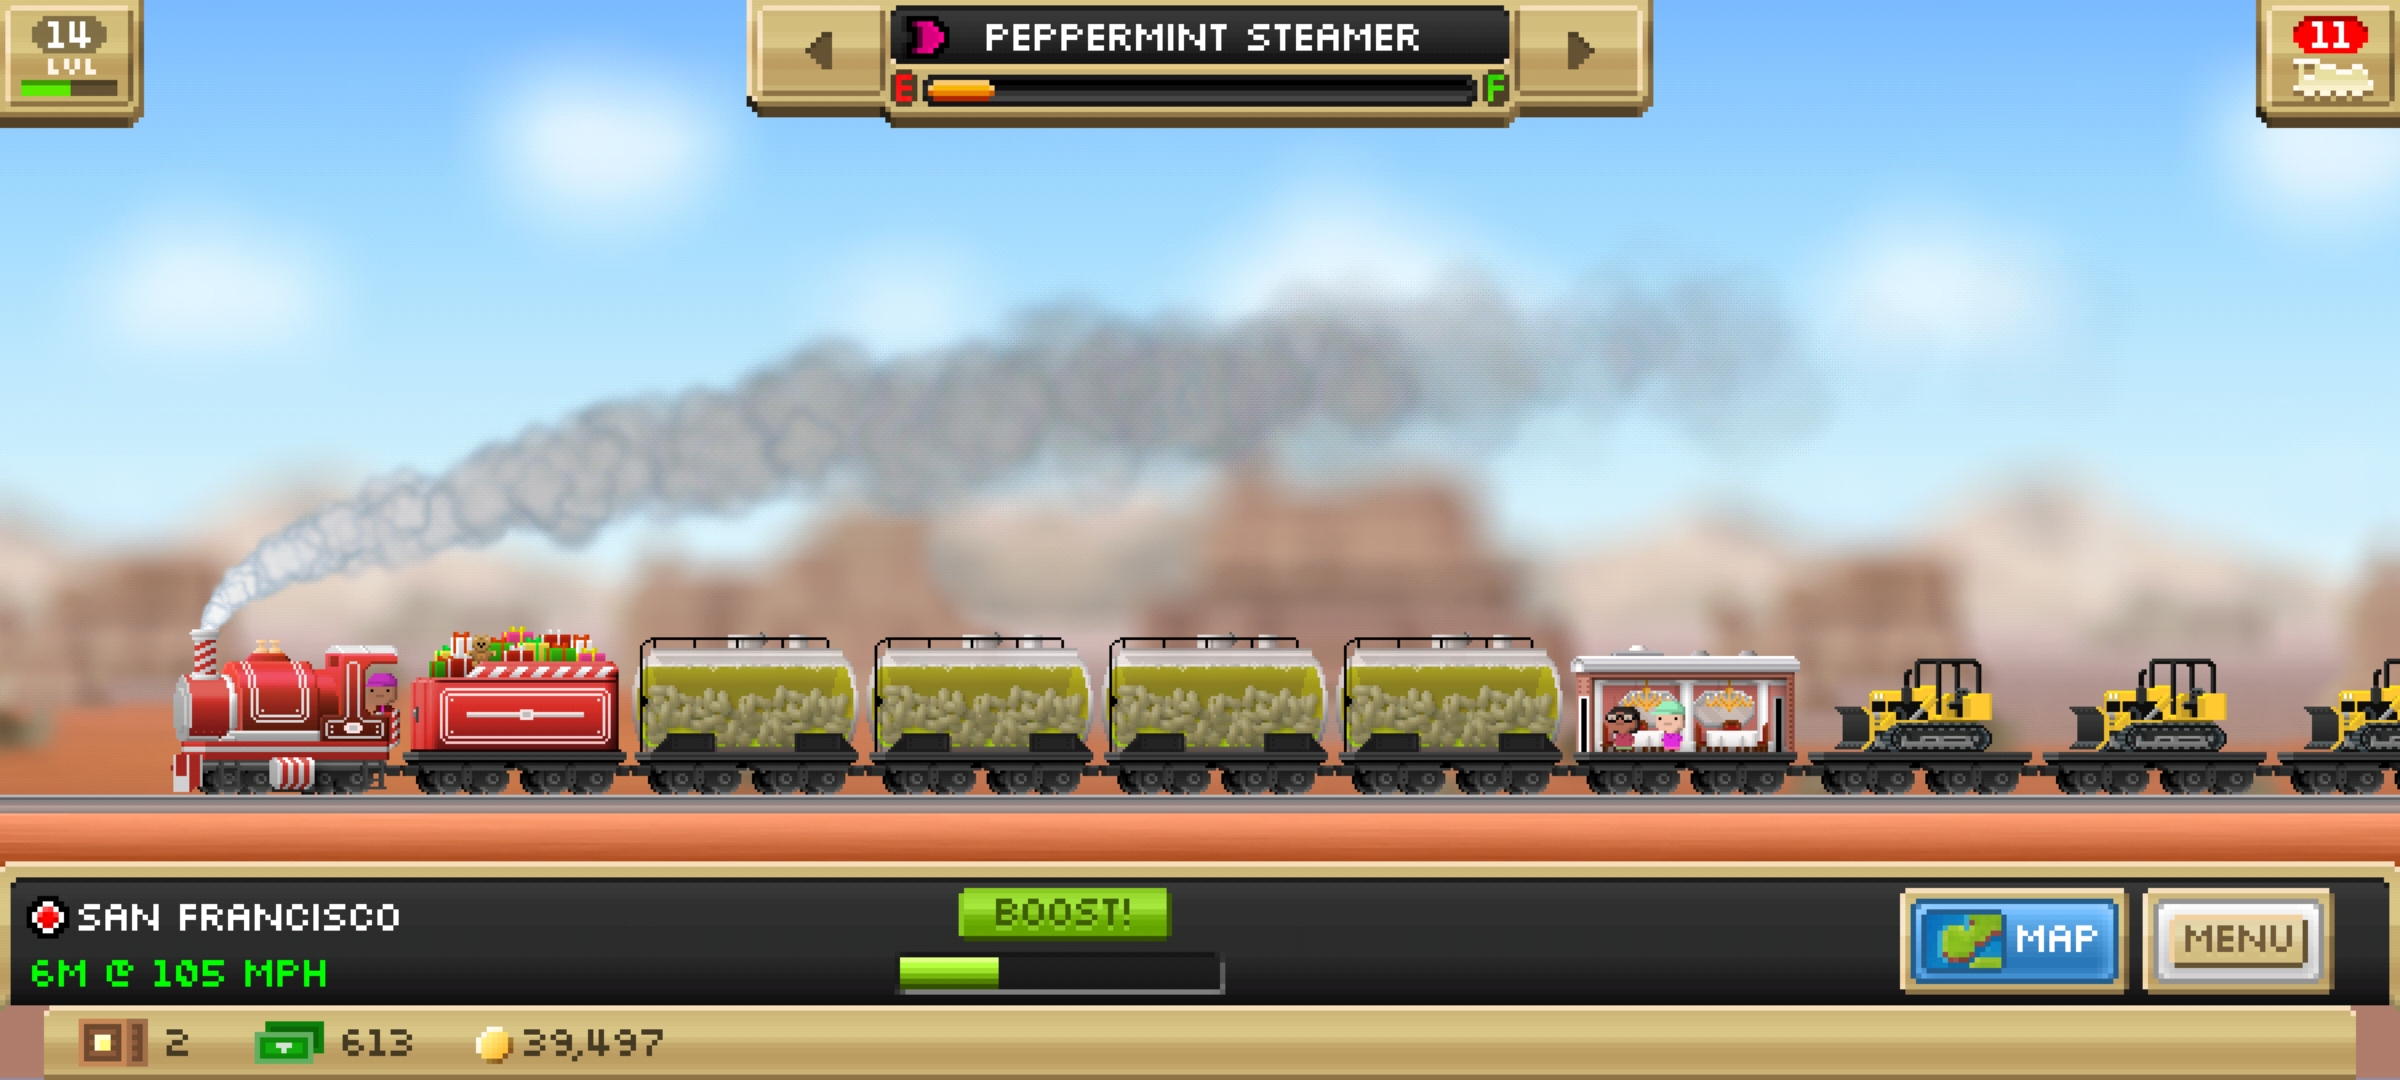 14
LVL
PEPPERMINT STEAMER
E F
11
SAN FRANCISCO
6M @ 105 MPH
BOOST!
MAP
MENU
2
613
39,497